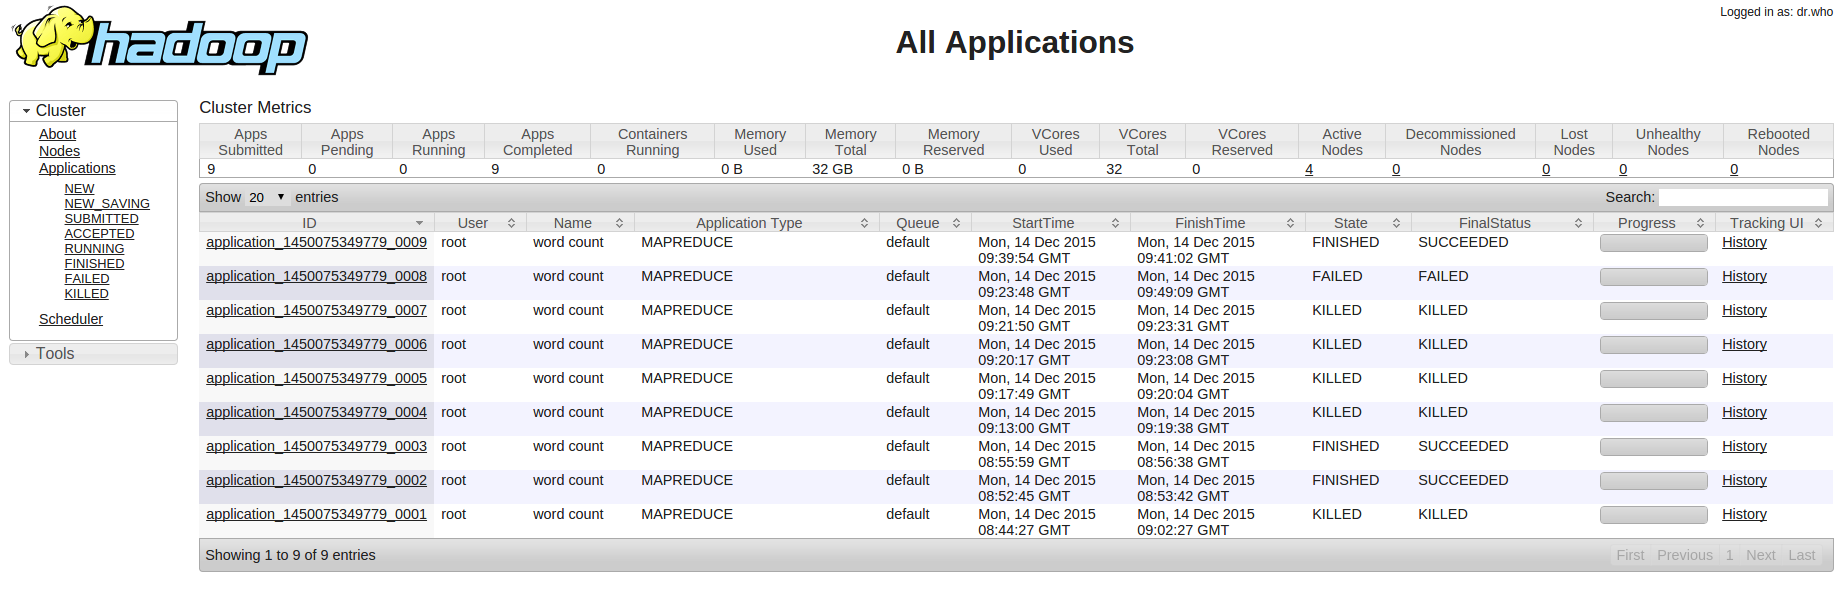 Logged in as: dr.who
hadoop
All Applications
Cluster
About
Nodes
Applications
NEW
NEW_SAVING
SUBMITTED
ACCEPTED
RUNNING
FINISHED
FAILED
KILLED
Scheduler
Tools
Cluster Metrics
Apps Submitted Apps Pending Apps Running Apps Completed Containers Running Memory Used Memory Total Memory Reserved VCores Used VCores Total VCores Reserved Active Nodes Decommissioned Nodes Lost Nodes Unhealthy Nodes Rebooted Nodes
9 0 0 9 0 0 B 32 GB 0 B 0 32 0 4 0 0 0 0
Show 20 entries Search:
ID User Name Application Type Queue StartTime FinishTime State FinalStatus Progress Tracking UI
application_1450075349779_0009 root word count MAPREDUCE default Mon, 14 Dec 2015 09:39:54 GMT Mon, 14 Dec 2015 09:41:02 GMT FINISHED SUCCEEDED History
application_1450075349779_0008 root word count MAPREDUCE default Mon, 14 Dec 2015 09:23:48 GMT Mon, 14 Dec 2015 09:49:09 GMT FAILED FAILED History
application_1450075349779_0007 root word count MAPREDUCE default Mon, 14 Dec 2015 09:21:50 GMT Mon, 14 Dec 2015 09:23:31 GMT KILLED KILLED History
application_1450075349779_0006 root word count MAPREDUCE default Mon, 14 Dec 2015 09:20:17 GMT Mon, 14 Dec 2015 09:23:08 GMT KILLED KILLED History
application_1450075349779_0005 root word count MAPREDUCE default Mon, 14 Dec 2015 09:17:49 GMT Mon, 14 Dec 2015 09:20:04 GMT KILLED KILLED History
application_1450075349779_0004 root word count MAPREDUCE default Mon, 14 Dec 2015 09:13:00 GMT Mon, 14 Dec 2015 09:19:38 GMT KILLED KILLED History
application_1450075349779_0003 root word count MAPREDUCE default Mon, 14 Dec 2015 08:55:59 GMT Mon, 14 Dec 2015 08:56:38 GMT FINISHED SUCCEEDED History
application_1450075349779_0002 root word count MAPREDUCE default Mon, 14 Dec 2015 08:52:45 GMT Mon, 14 Dec 2015 08:53:42 GMT FINISHED SUCCEEDED History
application_1450075349779_0001 root word count MAPREDUCE default Mon, 14 Dec 2015 08:44:27 GMT Mon, 14 Dec 2015 09:02:27 GMT KILLED KILLED History
Showing 1 to 9 of 9 entries First Previous 1 Next Last